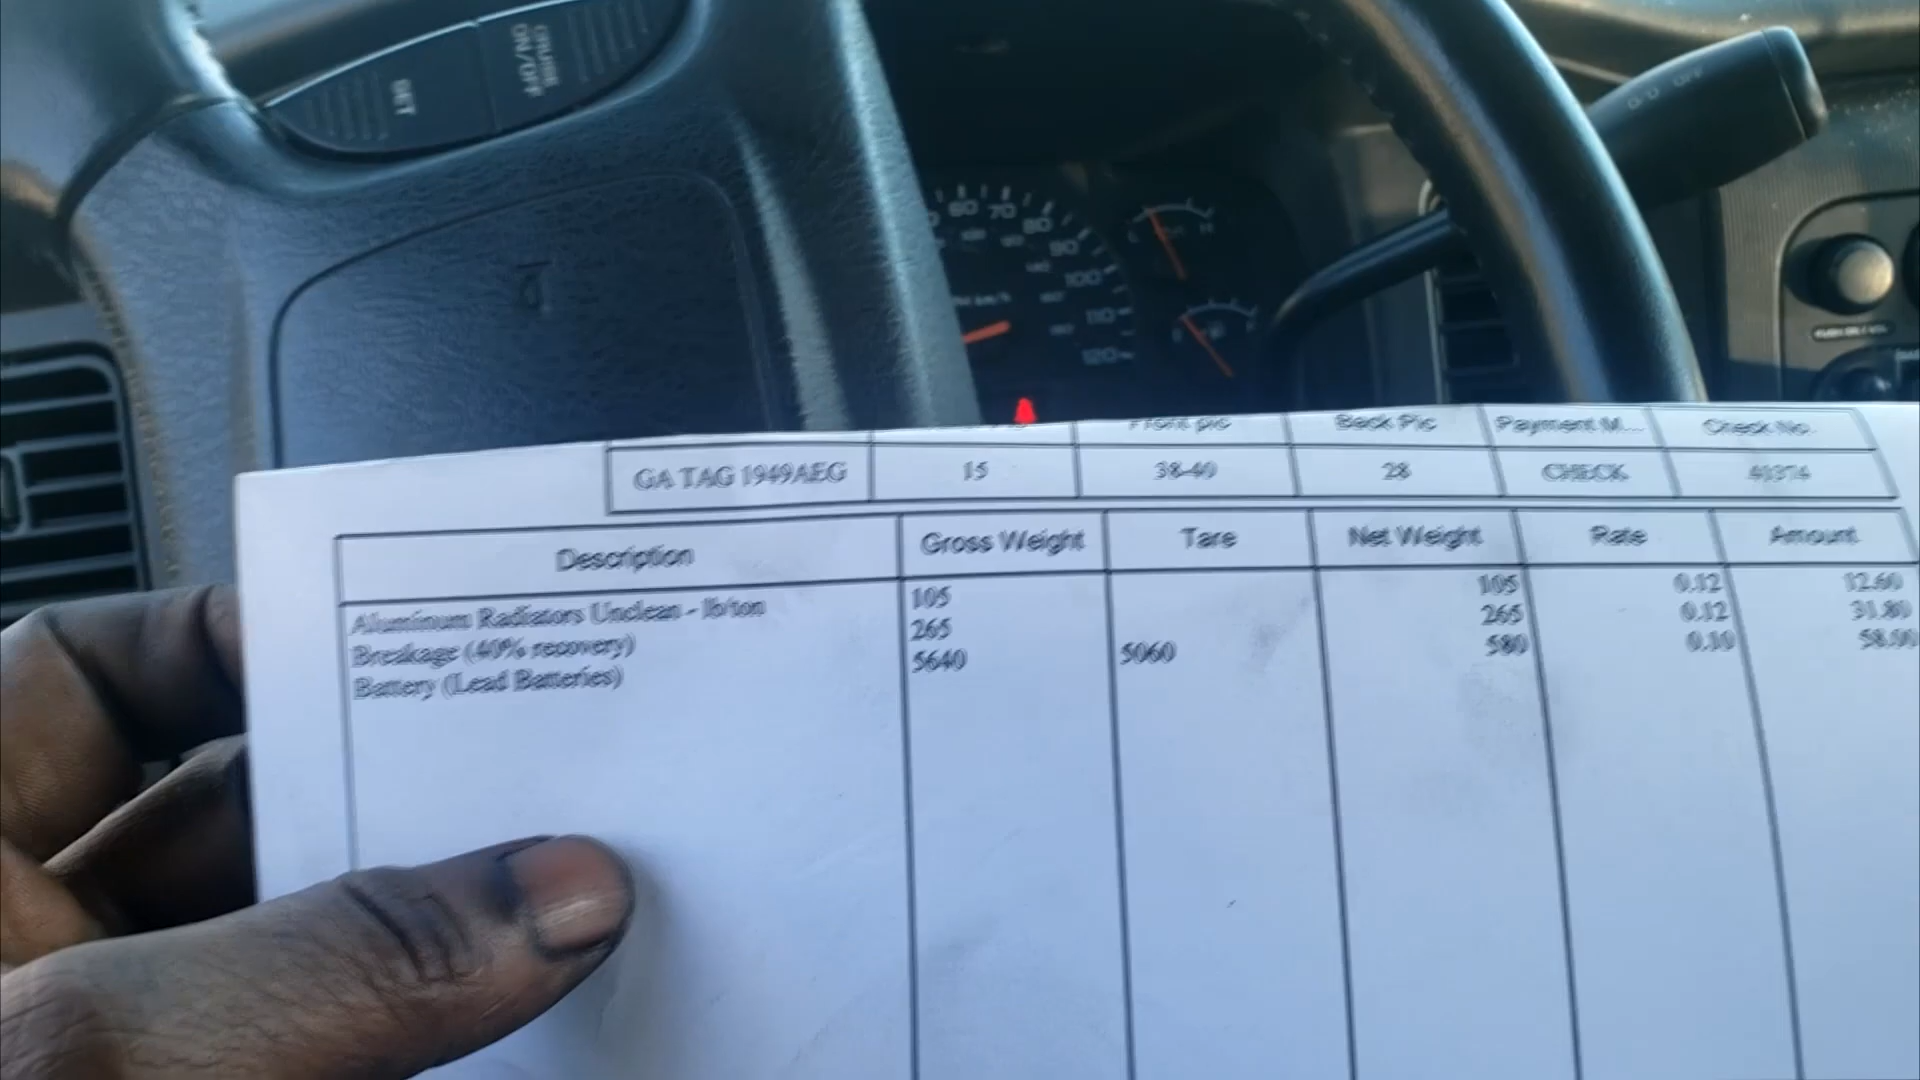 SET
CRUISE
ON/OFF
O/D OFF
60 70 80 90 100 110 120
Front pic Back Pic Payment M... Check No.
GA TAG 1949AEG 15 38-40 28 CHECK 41374
Description Gross Weight Tare Net Weight Rate Amount
Aluminum Radiators Unclean - lb/ton 105 105 0.12 12.60
Breakage (40% recovery) 265 265 0.12 31.80
Battery (Lead Batteries) 5640 5060 580 0.10 58.00